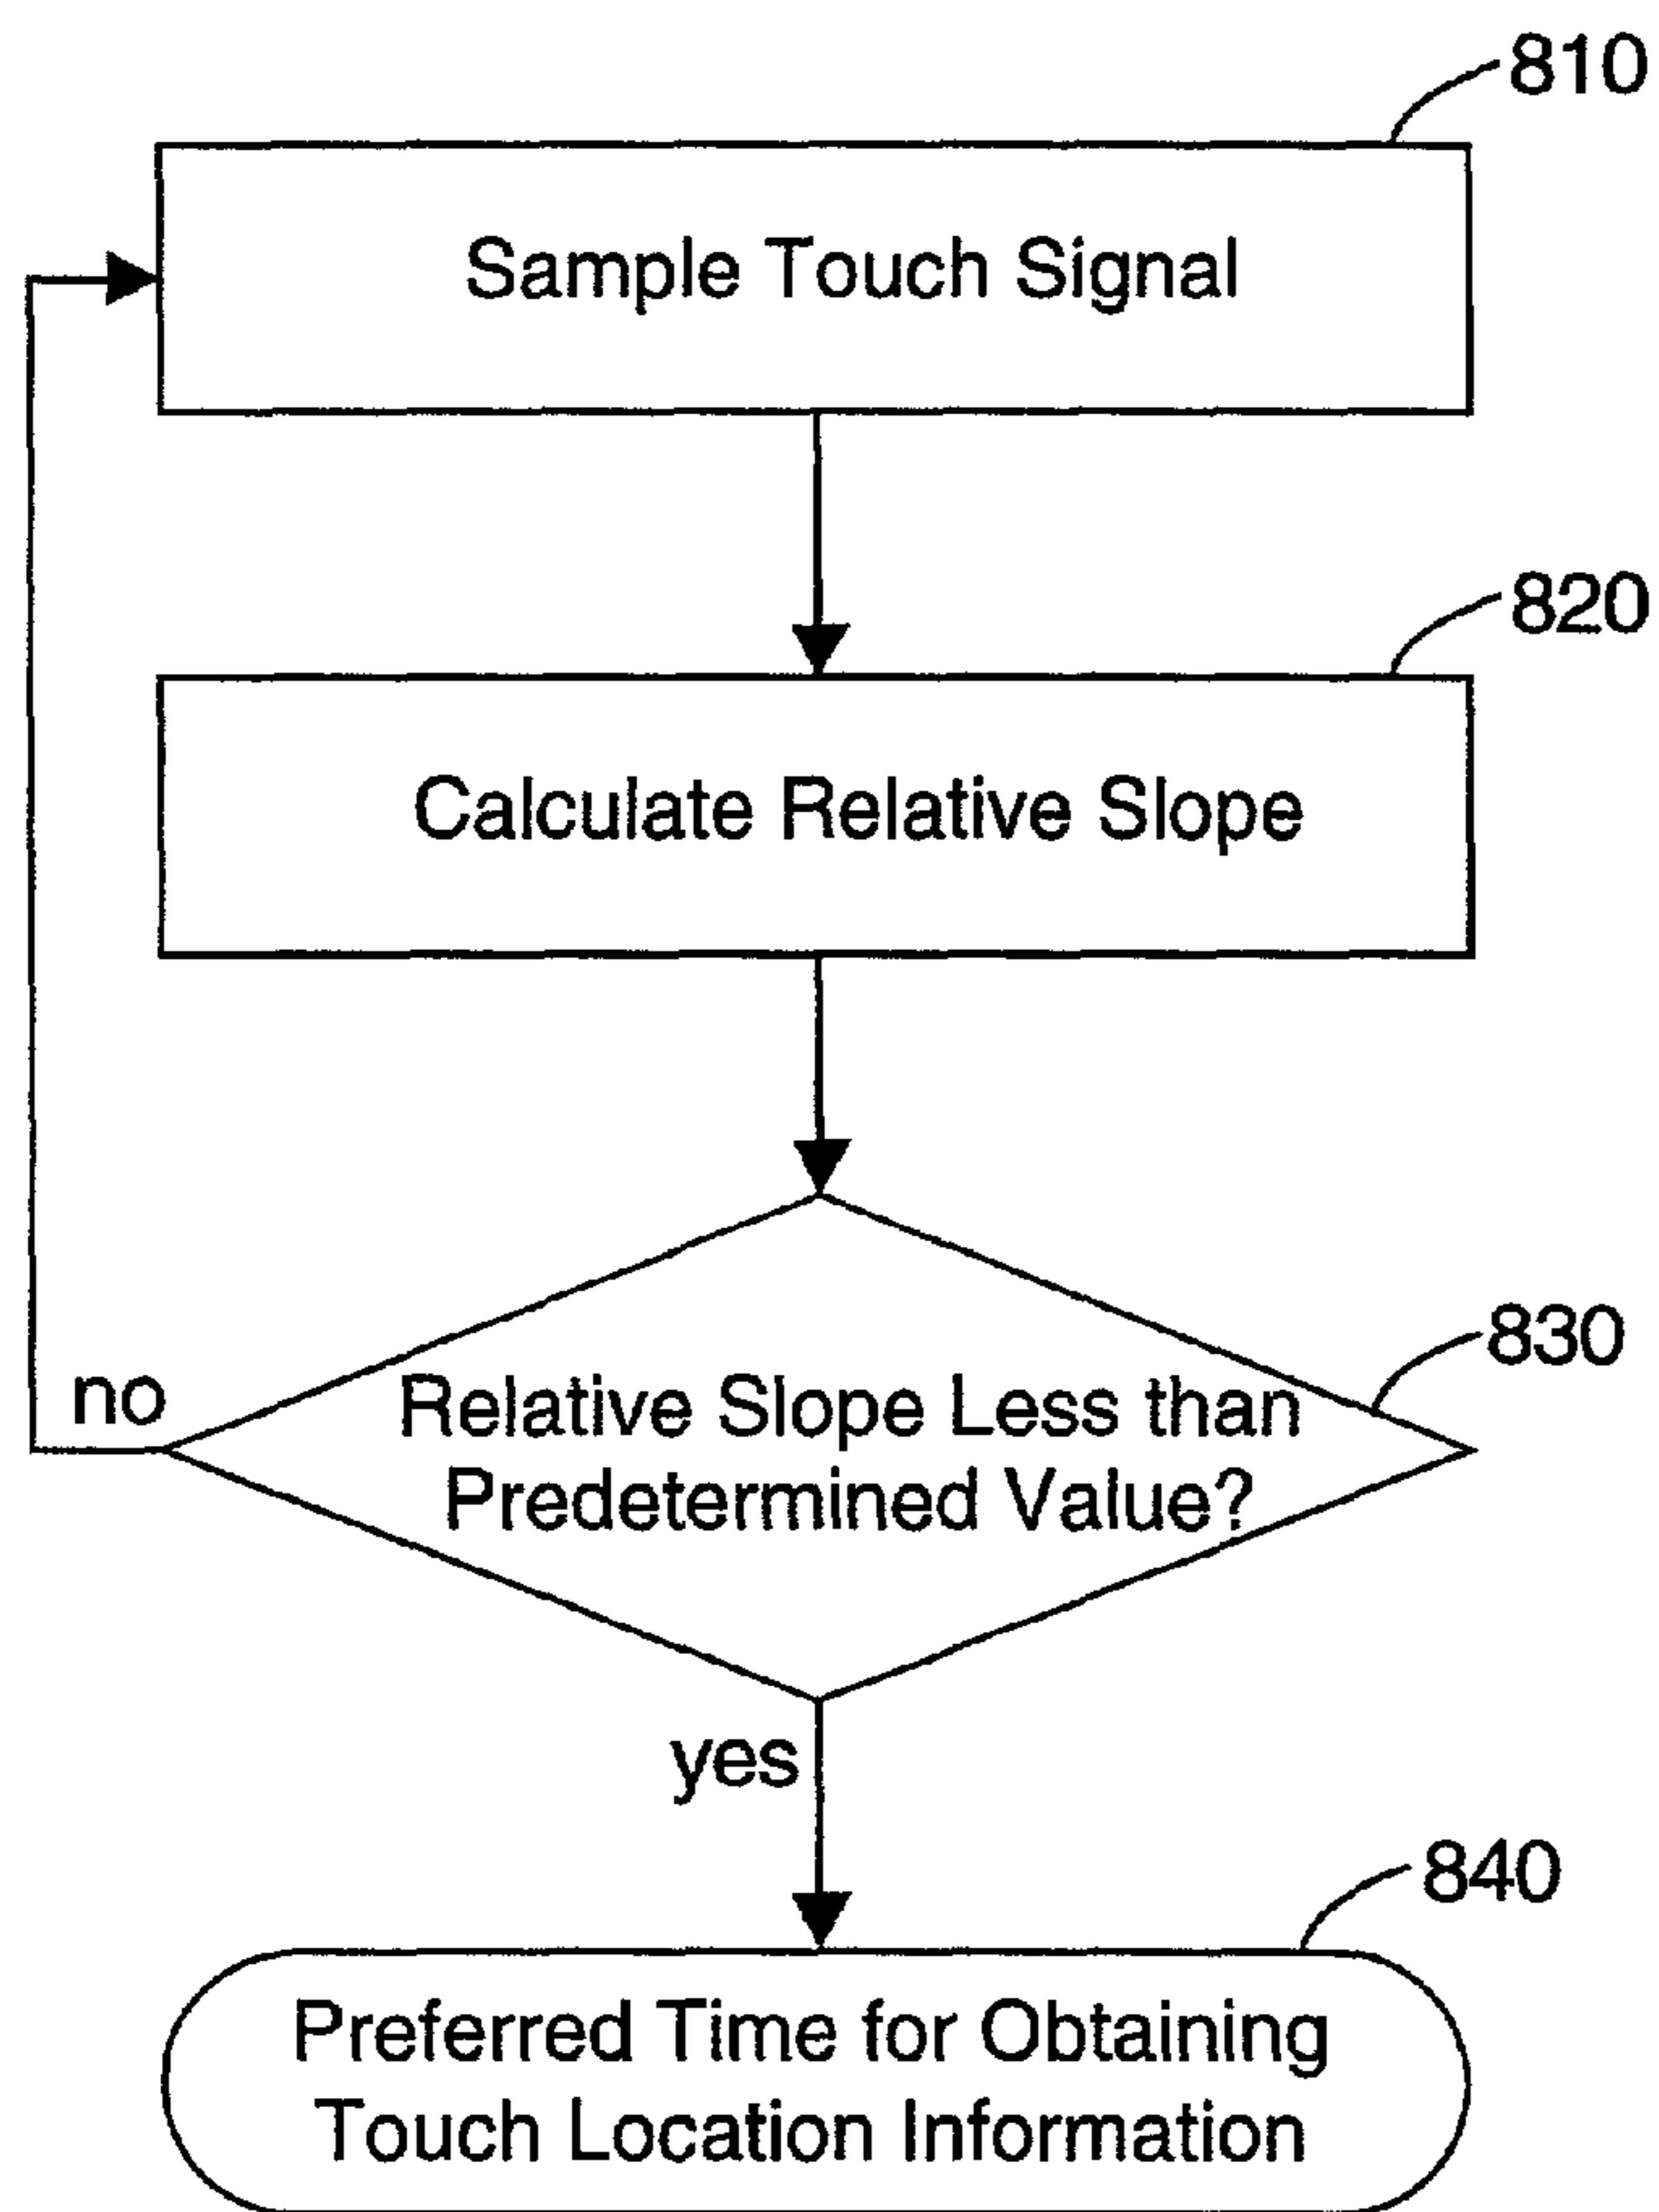 810
Sample Touch Signal
820
Calculate Relative Slope
830
no
Relative Slope Less than
Predetermined Value?
yes
840
Preferred Time for Obtaining
Touch Location Information